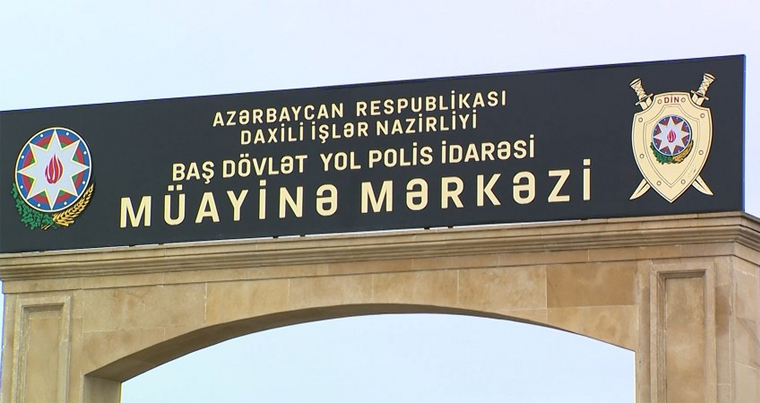 AZƏRBAYCAN RESPUBLİKASI
DAXİLİ İŞLƏR NAZİRLİYİ
BAŞ DÖVLƏT YOL POLİS İDARƏSİ
MÜAYİNƏ MƏRKƏZİ
DİN